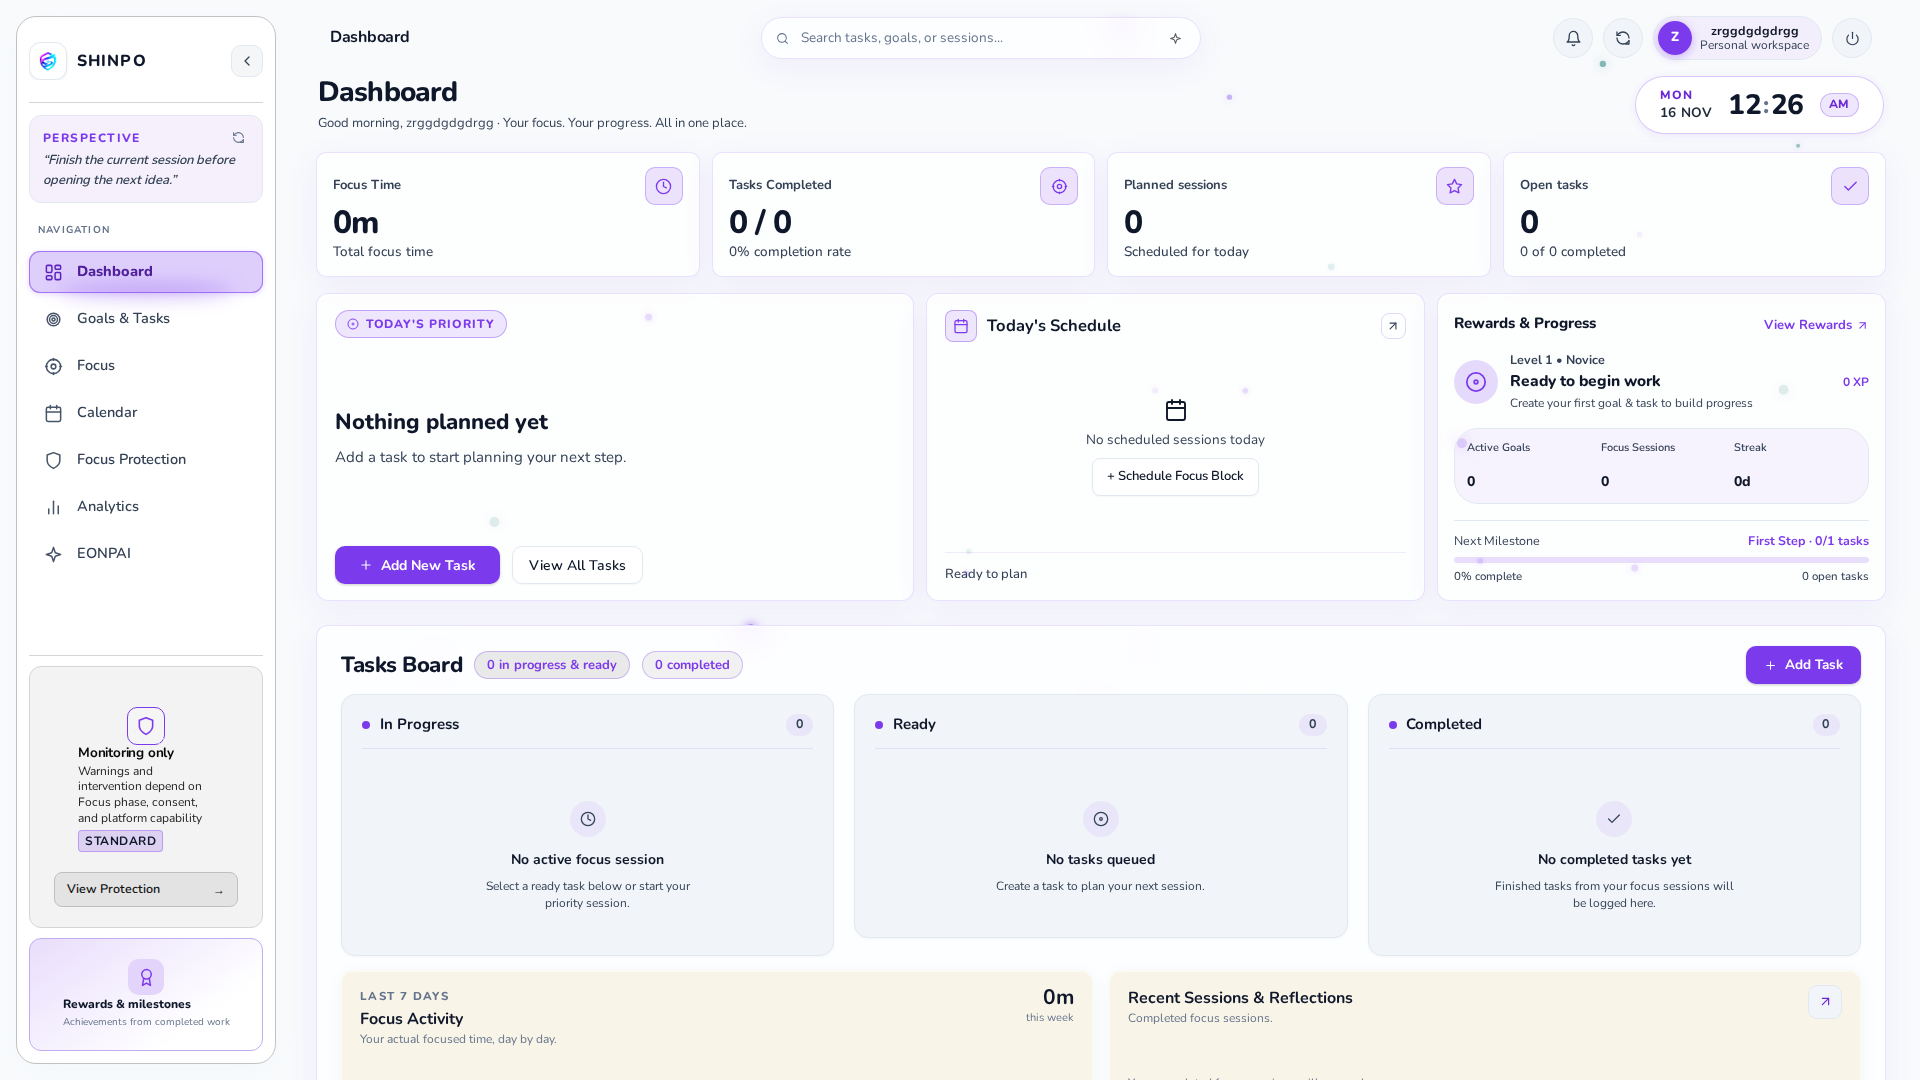 SHINPO
PERSPECTIVE
“Finish the current session before
opening the next idea.”
NAVIGATION
Dashboard
Goals & Tasks
Focus
Calendar
Focus Protection
Analytics
EONPAI
Monitoring only
Warnings and
intervention depend on
Focus phase, consent,
and platform capability
STANDARD
View Protection →
Rewards & milestones
Achievements from completed work
Dashboard
Search tasks, goals, or sessions...
Z
zrggdgdgdrgg
Personal workspace
Dashboard
Good morning, zrggdgdgdrgg · Your focus. Your progress. All in one place.
MON
16 NOV
12:26
AM
Focus Time
0m
Total focus time
Tasks Completed
0 / 0
0% completion rate
Planned sessions
0
Scheduled for today
Open tasks
0
0 of 0 completed
TODAY'S PRIORITY
Nothing planned yet
Add a task to start planning your next step.
+ Add New Task
View All Tasks
Today's Schedule
No scheduled sessions today
+ Schedule Focus Block
Ready to plan
Rewards & Progress
View Rewards
Level 1 • Novice
Ready to begin work
0 XP
Create your first goal & task to build progress
Active Goals
Focus Sessions
Streak
0
0
0d
Next Milestone
First Step · 0/1 tasks
0% complete
0 open tasks
Tasks Board
0 in progress & ready
0 completed
+ Add Task
In Progress
0
No active focus session
Select a ready task below or start your
priority session.
Ready
0
No tasks queued
Create a task to plan your next session.
Completed
0
No completed tasks yet
Finished tasks from your focus sessions will
be logged here.
LAST 7 DAYS
Focus Activity
Your actual focused time, day by day.
0m
this week
Recent Sessions & Reflections
Completed focus sessions.